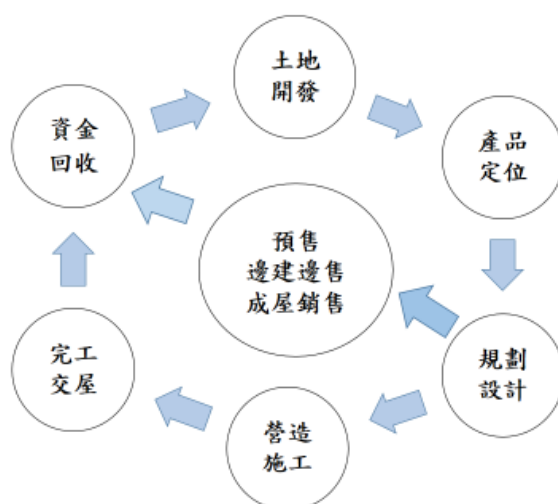 土地
開發
產品
定位
規劃
設計
營造
施工
完工
交屋
資金
回收
預售
邊建邊售
成屋銷售